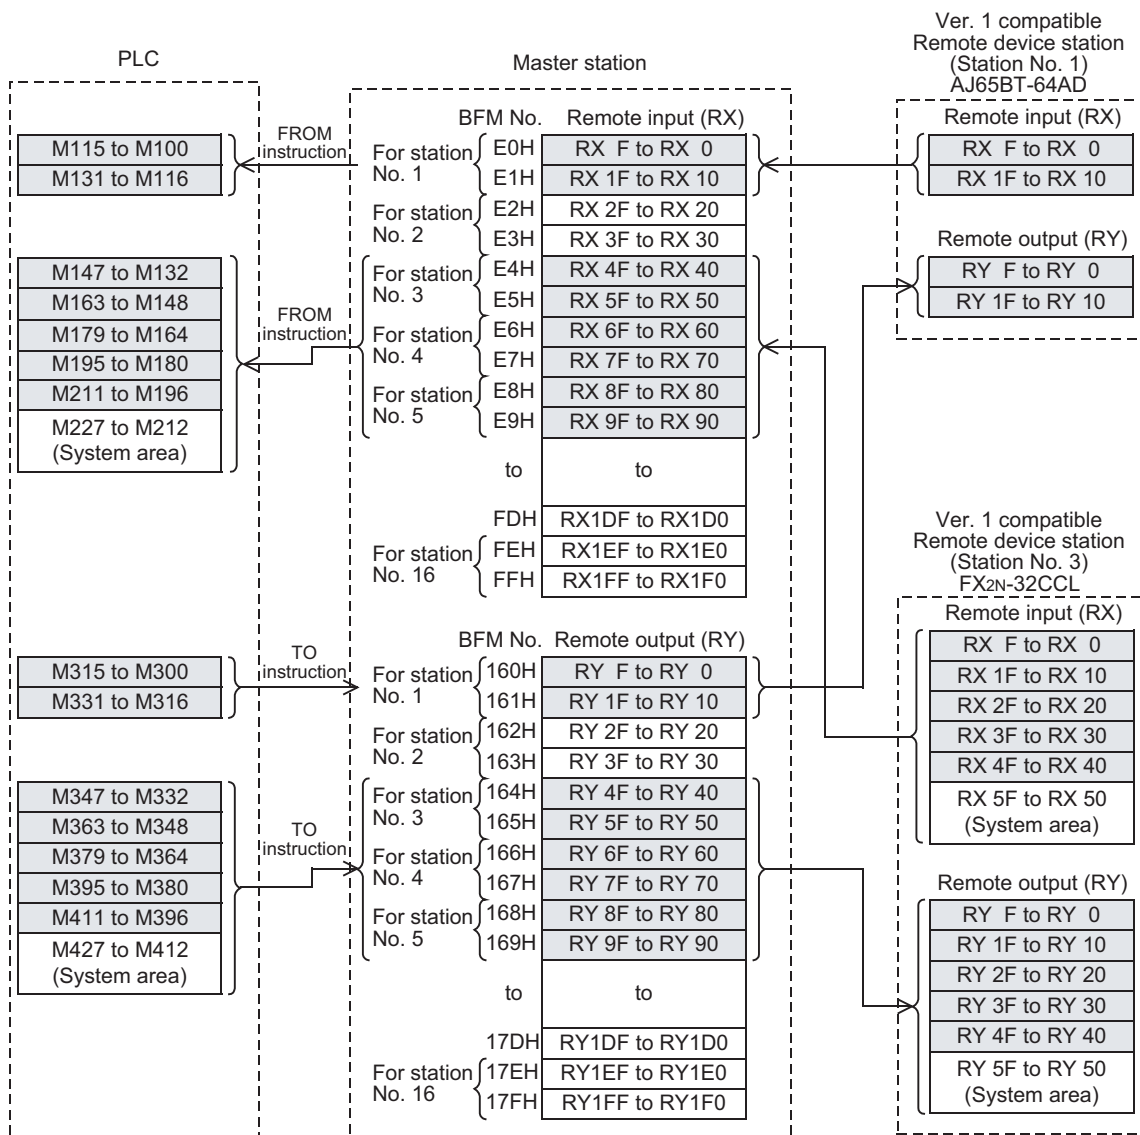 PLC
M115 to M100
M131 to M116
M147 to M132
M163 to M148
M179 to M164
M195 to M180
M211 to M196
M227 to M212
(System area)
M315 to M300
M331 to M316
M347 to M332
M363 to M348
M379 to M364
M395 to M380
M411 to M396
M427 to M412
(System area)
FROM
instruction
FROM
instruction
TO
instruction
TO
instruction
Master station
BFM No. Remote input (RX)
For station
No. 1
E0H RX F to RX 0
E1H RX 1F to RX 10
For station
No. 2
E2H RX 2F to RX 20
E3H RX 3F to RX 30
For station
No. 3
E4H RX 4F to RX 40
E5H RX 5F to RX 50
For station
No. 4
E6H RX 6F to RX 60
E7H RX 7F to RX 70
For station
No. 5
E8H RX 8F to RX 80
E9H RX 9F to RX 90
to to
FDH RX1DF to RX1D0
For station
No. 16
FEH RX1EF to RX1E0
FFH RX1FF to RX1F0
BFM No. Remote output (RY)
For station
No. 1
160H RY F to RY 0
161H RY 1F to RY 10
For station
No. 2
162H RY 2F to RY 20
163H RY 3F to RY 30
For station
No. 3
164H RY 4F to RY 40
165H RY 5F to RY 50
For station
No. 4
166H RY 6F to RY 60
167H RY 7F to RY 70
For station
No. 5
168H RY 8F to RY 80
169H RY 9F to RY 90
to to
17DH RY1DF to RY1D0
For station
No. 16
17EH RY1EF to RY1E0
17FH RY1FF to RY1F0
Ver. 1 compatible
Remote device station
(Station No. 1)
AJ65BT-64AD
Remote input (RX)
RX F to RX 0
RX 1F to RX 10
Remote output (RY)
RY F to RY 0
RY 1F to RY 10
Ver. 1 compatible
Remote device station
(Station No. 3)
FX2N-32CCL
Remote input (RX)
RX F to RX 0
RX 1F to RX 10
RX 2F to RX 20
RX 3F to RX 30
RX 4F to RX 40
RX 5F to RX 50
(System area)
Remote output (RY)
RY F to RY 0
RY 1F to RY 10
RY 2F to RY 20
RY 3F to RY 30
RY 4F to RY 40
RY 5F to RY 50
(System area)